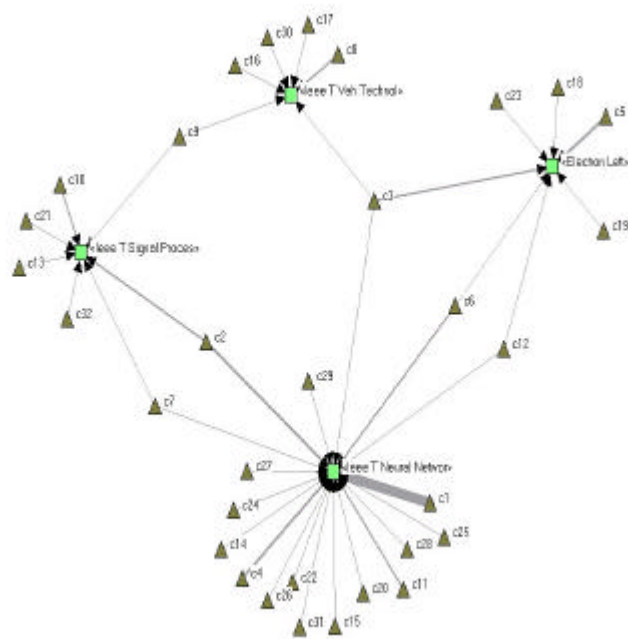 c17
c30
c8
c16
<Ieee T Veh Technol>
c18
c23
c5
c9
<Electron Lett>
c10
c3
c21
c19
<Ieee T Signal Proces>
c13
c6
c32
c2
c12
c29
c7
<Ieee T Neural Networ>
c27
c1
c24
c25
c14
c28
c4
c22
c11
c20
c26
c31
c15